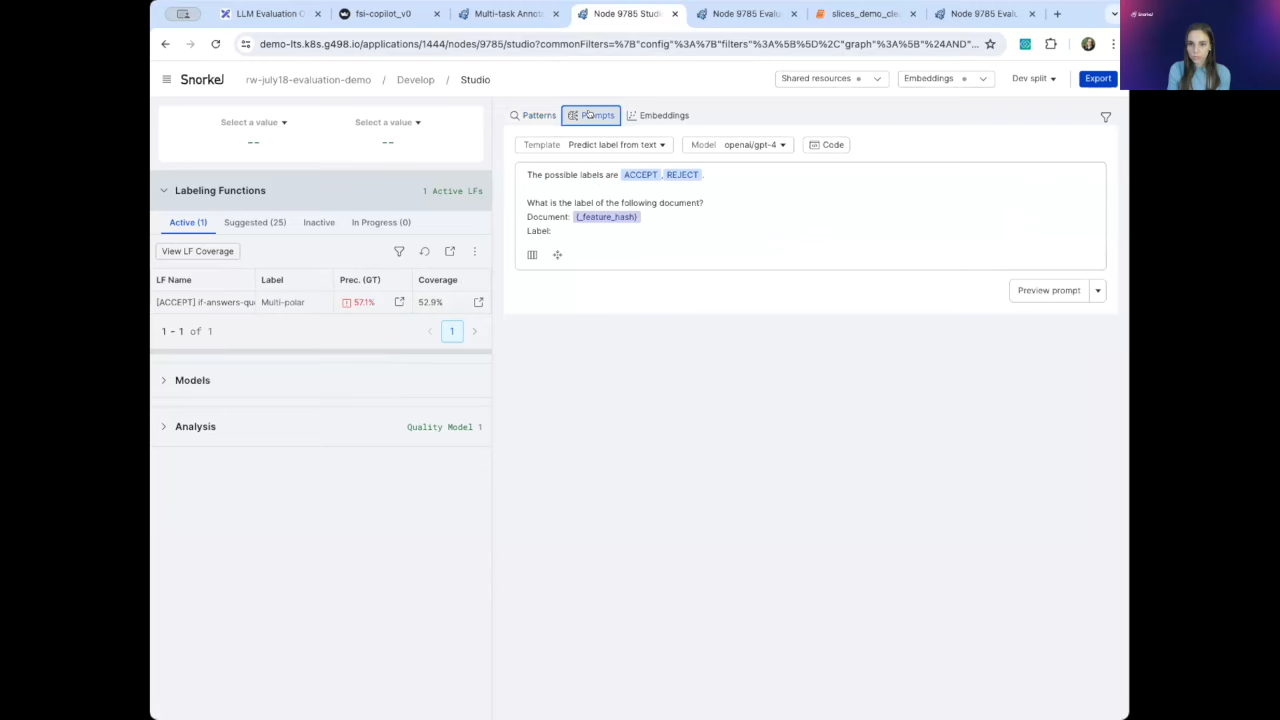 LLM Evaluation C
fsi-copilot_v0
Multi-task Annot
Node 9785 Studi
Node 9785 Evalu
slices_demo_cle
Node 9785 Evalu
demo-lts.k8s.g498.io/applications/1444/nodes/9785/studio?commonFilters=%7B"config"%3A%7B"filters"%3A%5B%5D%2C"graph"%3A%5B"%24AND"...
Snorkel
Snorkel
rw-july18-evaluation-demo / Develop / Studio
Shared resources
Embeddings
Dev split
Export
Select a value
Select a value
--
--
Labeling Functions
1 Active LFs
Active (1)
Suggested (25)
Inactive
In Progress (0)
View LF Coverage
LF Name
Label
Prec. (GT)
Coverage
[ACCEPT] if-answers-que
Multi-polar
57.1%
52.9%
1 - 1 of 1
1
Models
Analysis
Quality Model 1
Patterns
Prompts
Embeddings
Template Predict label from text
Model openai/gpt-4
Code
The possible labels are ACCEPT, REJECT.
What is the label of the following document?
Document: {_feature_hash}
Label:
Preview prompt